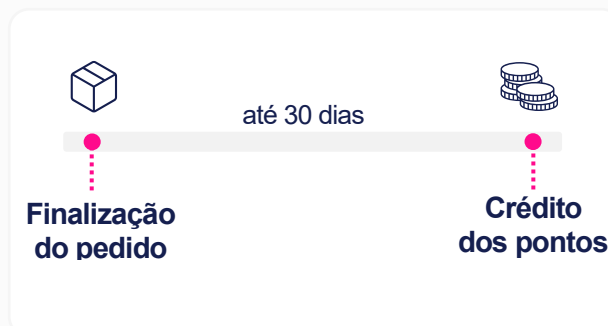 até 30 dias
Finalização
do pedido
Crédito
dos pontos